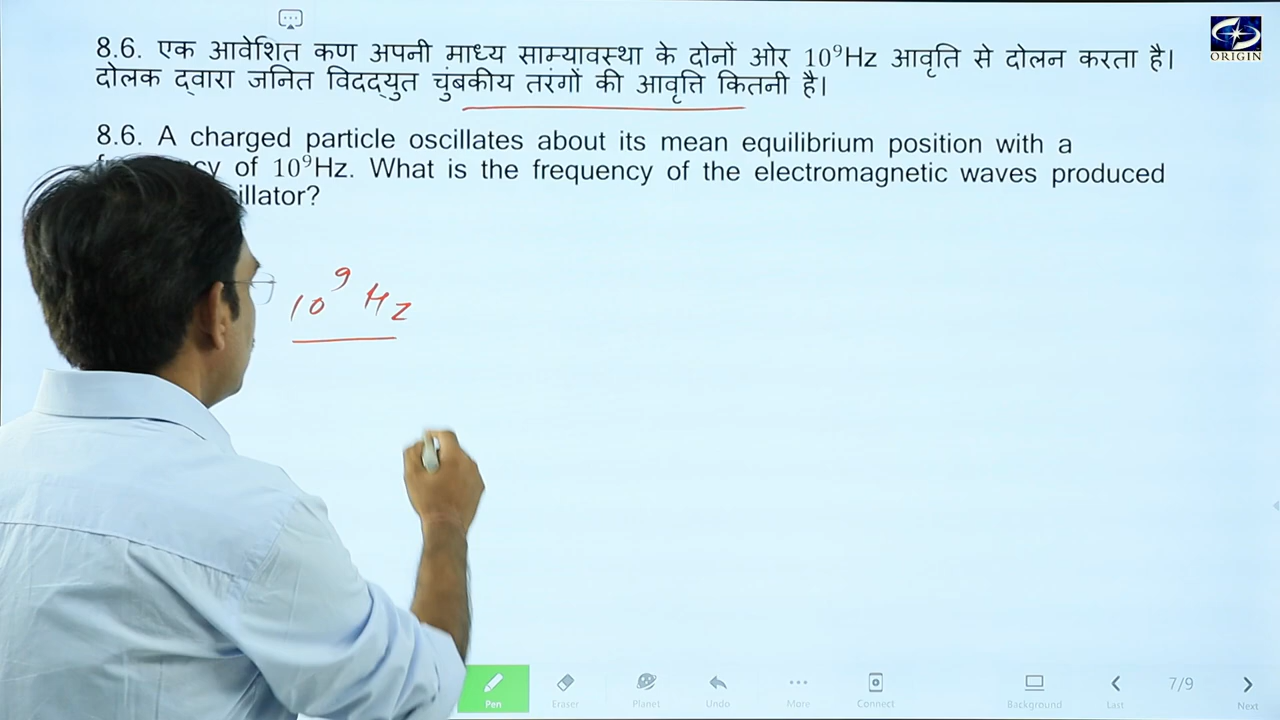 8.6. एक आवेशित कण अपनी माध्य साम्यावस्था के दोनों ओर 10⁹Hz आवृति से दोलन करता है।
दोलक द्वारा जनित विदद्युत चुंबकीय तरंगों की आवृत्ति कितनी है।
8.6. A charged particle oscillates about its mean equilibrium position with a
of 10⁹Hz. What is the frequency of the electromagnetic waves produced
10⁹ Hz
ORIGIN
Pen Eraser Planet Undo More Connect Background Last 7/9 Next